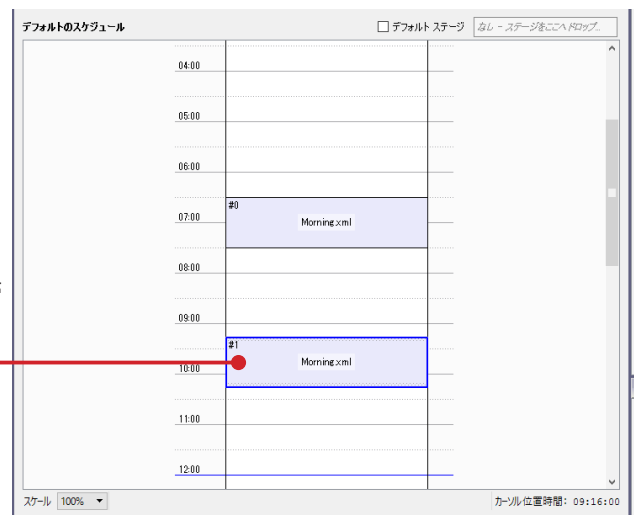 デフォルトのスケジュール
デフォルト ステージ
なし - ステージをここへドロップ...
04:00
05:00
06:00
#0
07:00
Morning.xml
08:00
09:00
#1
Morning.xml
10:00
11:00
12:00
スケール 100%
カーソル位置時間: 09:16:00